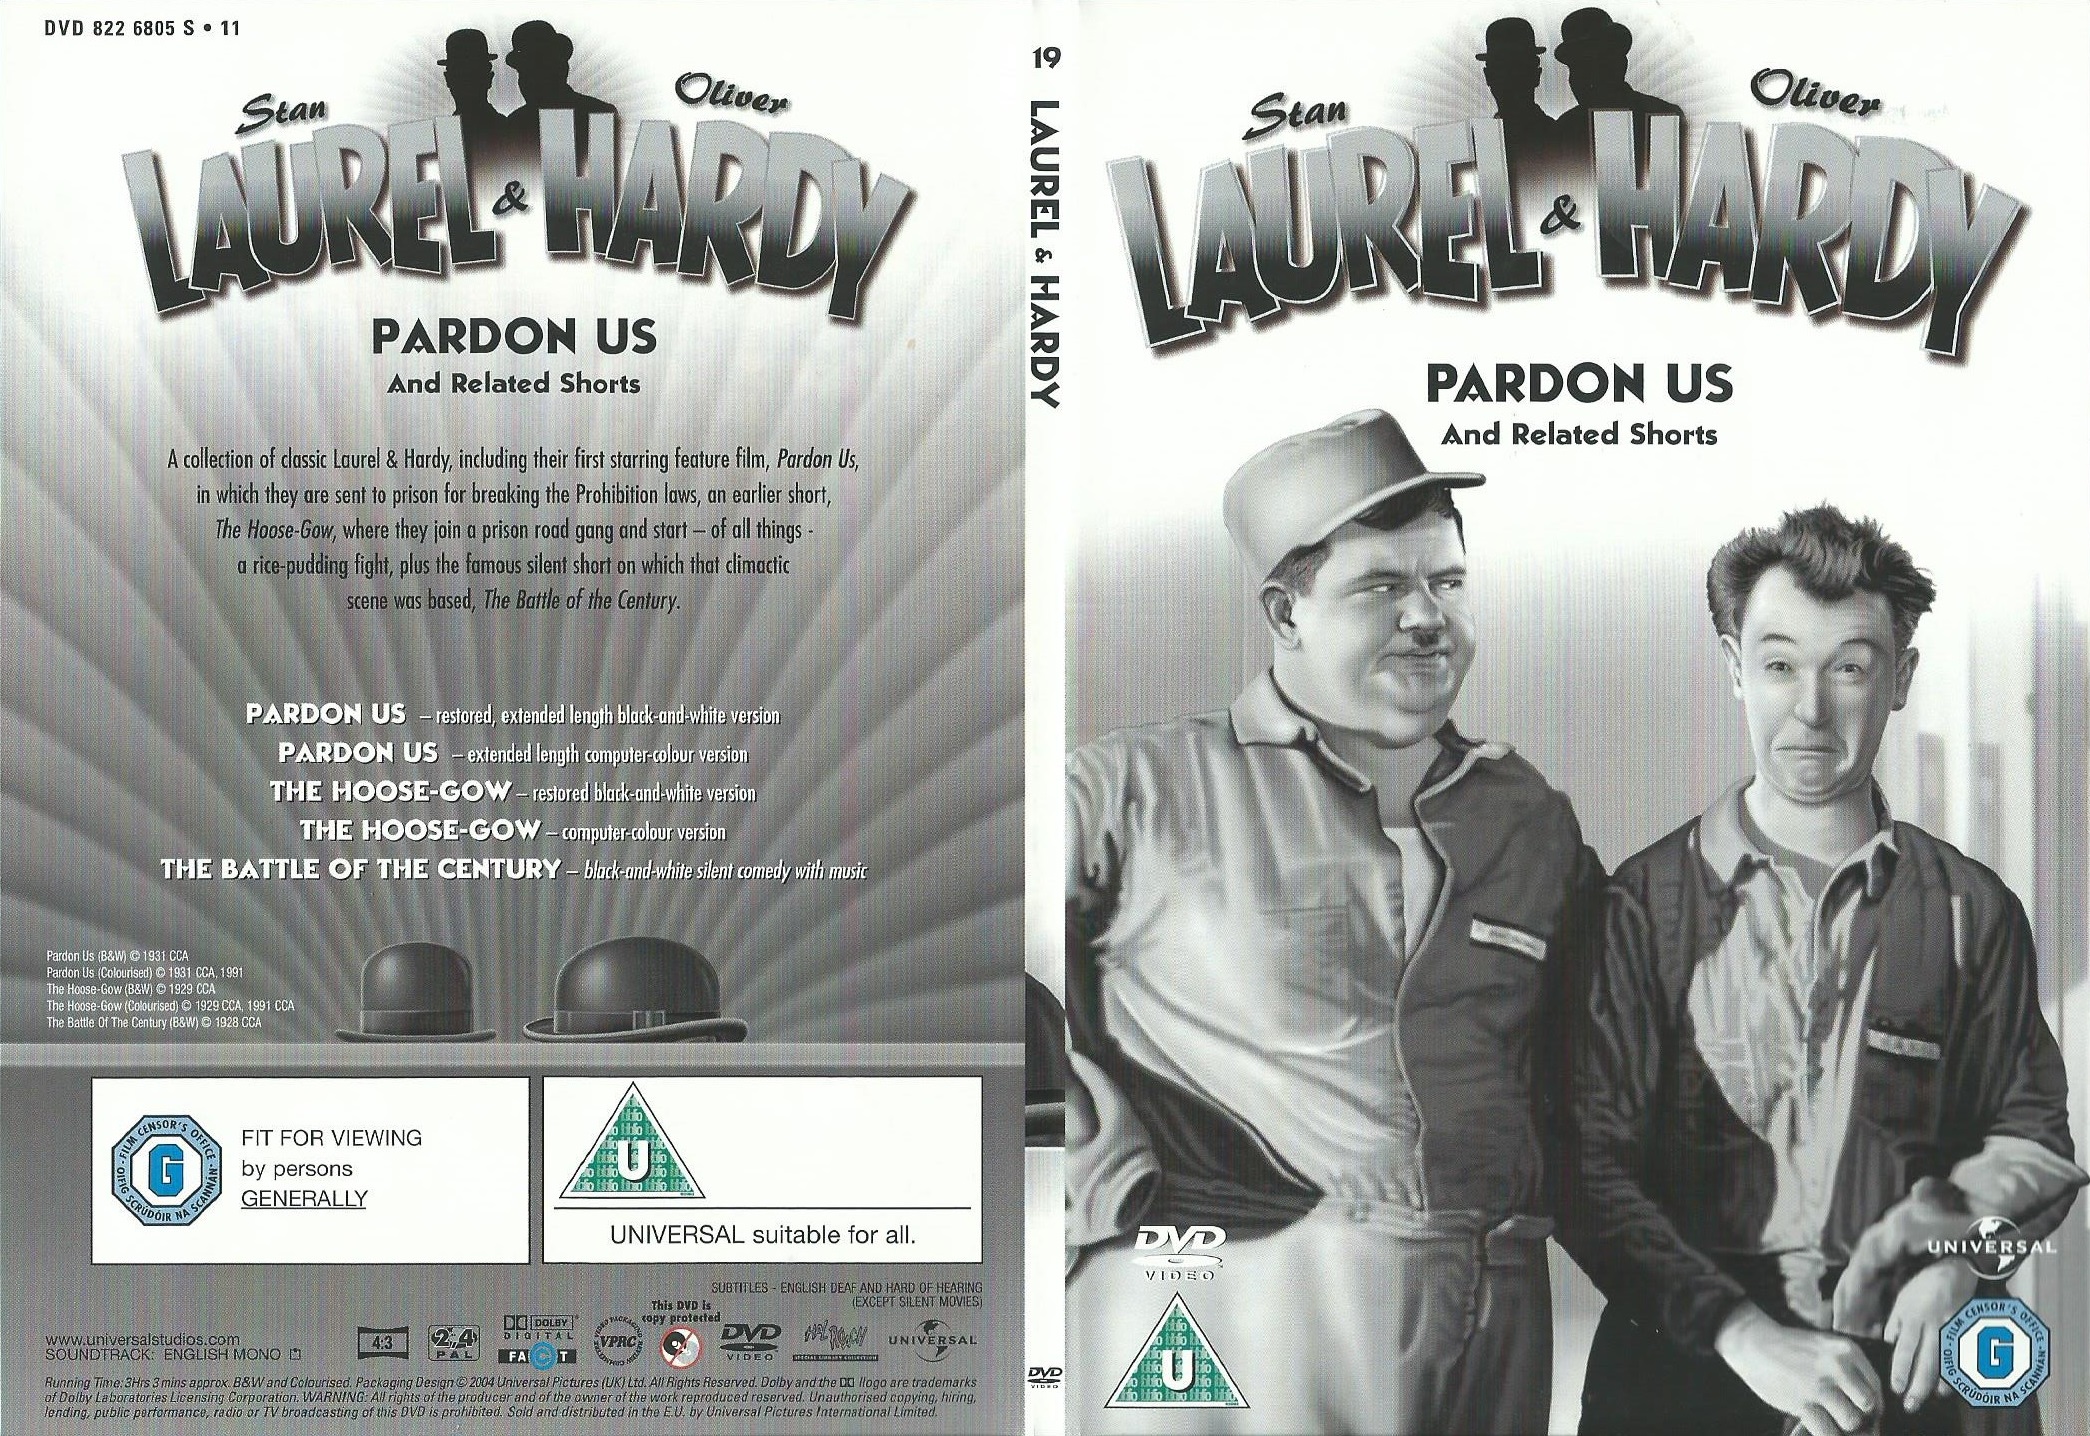 DVD 822 6805 S • 11
Stan
Oliver
LAUREL & HARDY
PARDON US
And Related Shorts
A collection of classic Laurel & Hardy, including their first starring feature film, Pardon Us,
in which they are sent to prison for breaking the Prohibition laws, an earlier short,
The Hoose-Gow, where they join a prison road gang and start – of all things -
a rice-pudding fight, plus the famous silent short on which that climactic
scene was based, The Battle of the Century.
PARDON US – restored, extended length black-and-white version
PARDON US – extended length computer-colour version
THE HOOSE-GOW – restored black-and-white version
THE HOOSE-GOW – computer-colour version
THE BATTLE OF THE CENTURY – black-and-white silent comedy with music
Pardon Us (B&W) © 1931 CCA
Pardon Us (Colourised) © 1931 CCA, 1991
The Hoose-Gow (B&W) © 1929 CCA
The Hoose-Gow (Colourised) © 1929 CCA, 1991 CCA
The Battle Of The Century (B&W) © 1928 CCA
FILM CENSOR'S OFFICE
OIFIG SCRÚDÓIR NA SCANNÁN
G
FIT FOR VIEWING
by persons
GENERALLY
U
UNIVERSAL suitable for all.
SUBTITLES - ENGLISH DEAF AND HARD OF HEARING
(EXCEPT SILENT MOVIES)
www.universalstudios.com
SOUNDTRACK: ENGLISH MONO
4:3
2,4
PAL
DOLBY
DIGITAL
FACT
VPRC
This DVD is
copy protected
DVD
VIDEO
HAL ROACH
UNIVERSAL
Running Time: 3Hrs 3 mins approx. B&W and Colourised. Packaging Design © 2004 Universal Pictures (UK) Ltd. All Rights Reserved. Dolby and the llogo are trademarks
of Dolby Laboratories Licensing Corporation. WARNING: All rights of the producer and of the owner of the work reproduced reserved. Unauthorised copying, hiring,
lending, public performance, radio or TV broadcasting of this DVD is prohibited. Sold and distributed in the E.U. by Universal Pictures International Limited.
19
LAUREL & HARDY
DVD
VIDEO
Stan
Oliver
LAUREL & HARDY
PARDON US
And Related Shorts
DVD
VIDEO
U
UNIVERSAL
FILM CENSOR'S OFFICE
OIFIG SCRÚDÓIR NA SCANNÁN
G